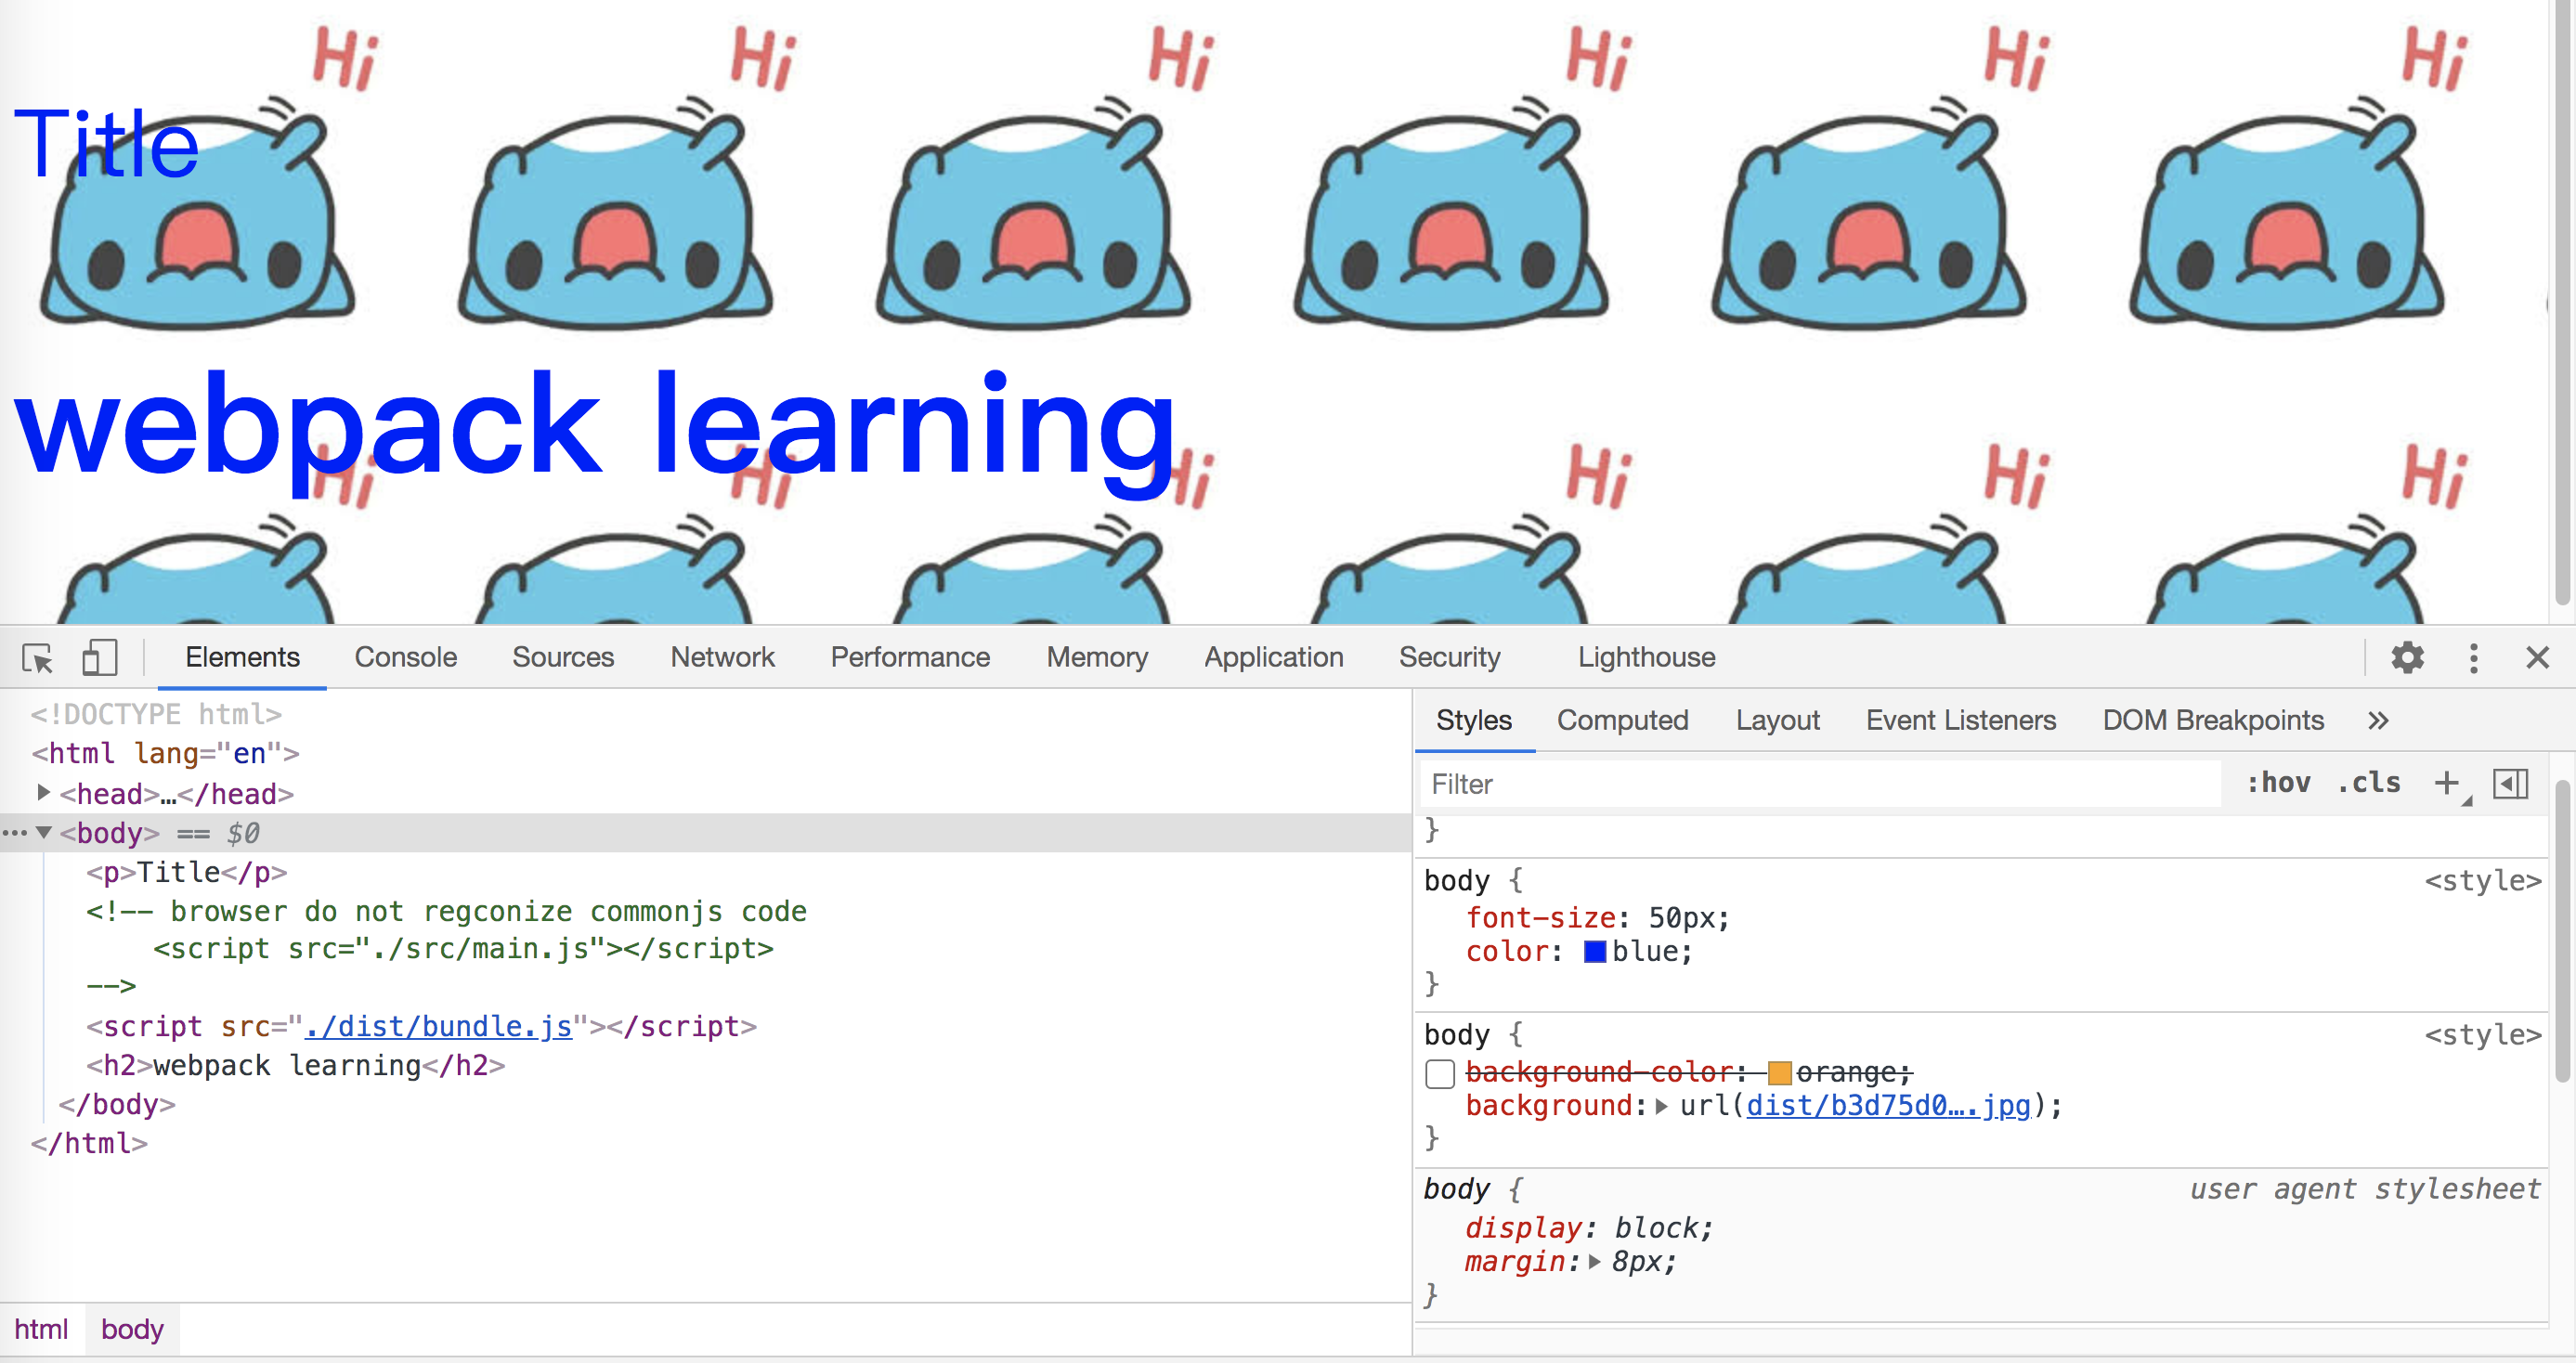 Hi Hi Hi Hi Hi Hi
Title
webpack learning
Hi Hi Hi Hi Hi Hi
Elements Console Sources Network Performance Memory Application Security Lighthouse
<!DOCTYPE html>
<html lang="en">
<head>…</head>
<body> == $0
<p>Title</p>
<!-- browser do not regconize commonjs code
<script src="./src/main.js"></script>
-->
<script src="./dist/bundle.js"></script>
<h2>webpack learning</h2>
</body>
</html>
html body
Styles Computed Layout Event Listeners DOM Breakpoints »
Filter :hov .cls +
}
body { <style>
font-size: 50px;
color: blue;
}
body { <style>
background-color: orange;
background: url(dist/b3d75d0….jpg);
}
body { user agent stylesheet
display: block;
margin: 8px;
}